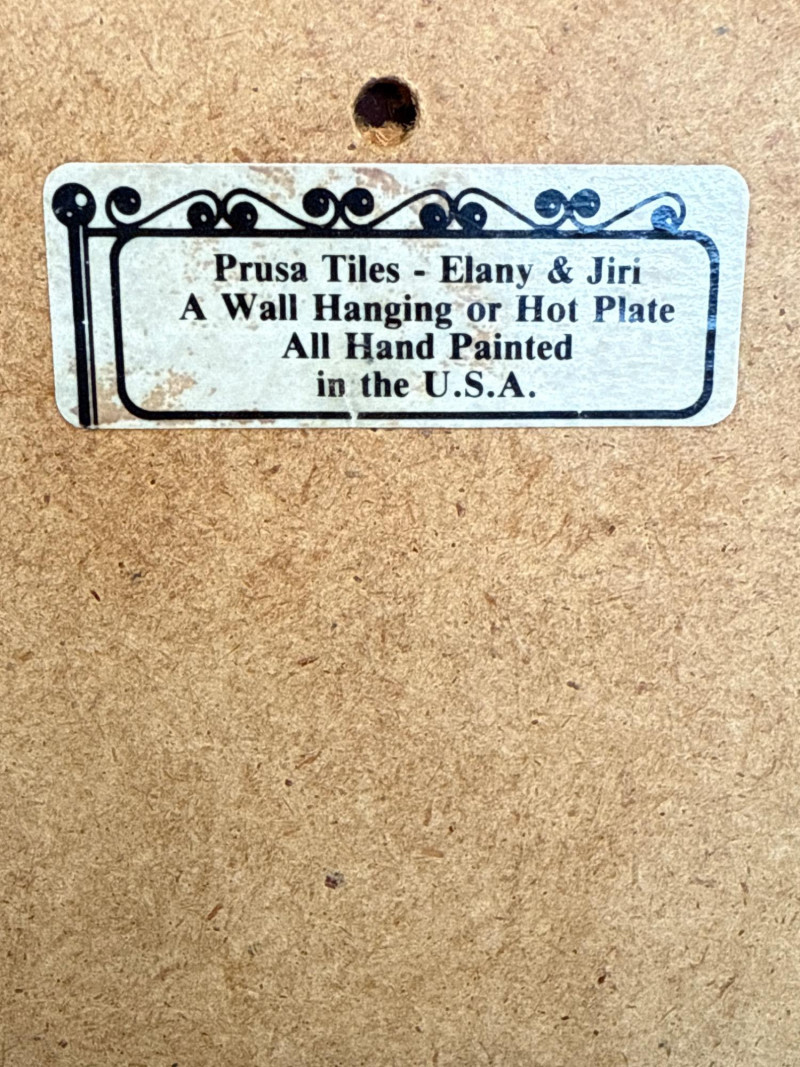 Prusa Tiles - Elany & Jiri
A Wall Hanging or Hot Plate
All Hand Painted
in the U.S.A.